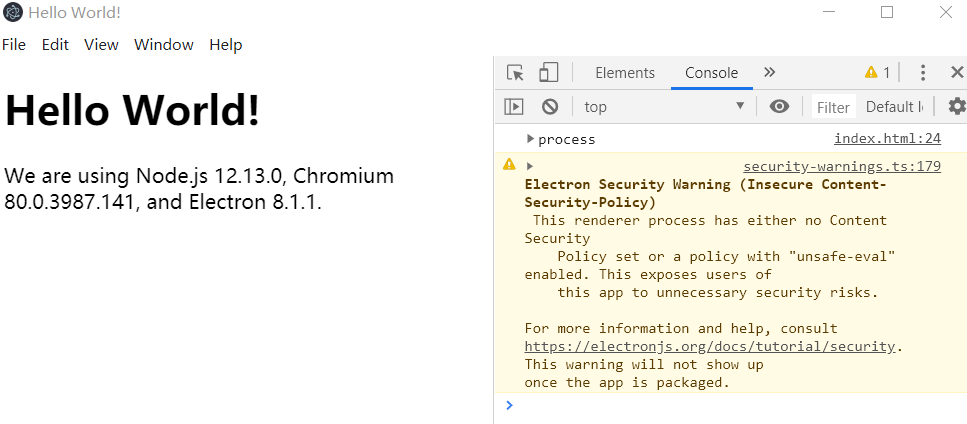 Hello World!
File Edit View Window Help
Hello World!
We are using Node.js 12.13.0, Chromium
80.0.3987.141, and Electron 8.1.1.
Elements Console » 1
top Filter Default l
process index.html:24
security-warnings.ts:179
Electron Security Warning (Insecure Content-
Security-Policy)
This renderer process has either no Content
Security
Policy set or a policy with "unsafe-eval"
enabled. This exposes users of
this app to unnecessary security risks.
For more information and help, consult
https://electronjs.org/docs/tutorial/security.
This warning will not show up
once the app is packaged.